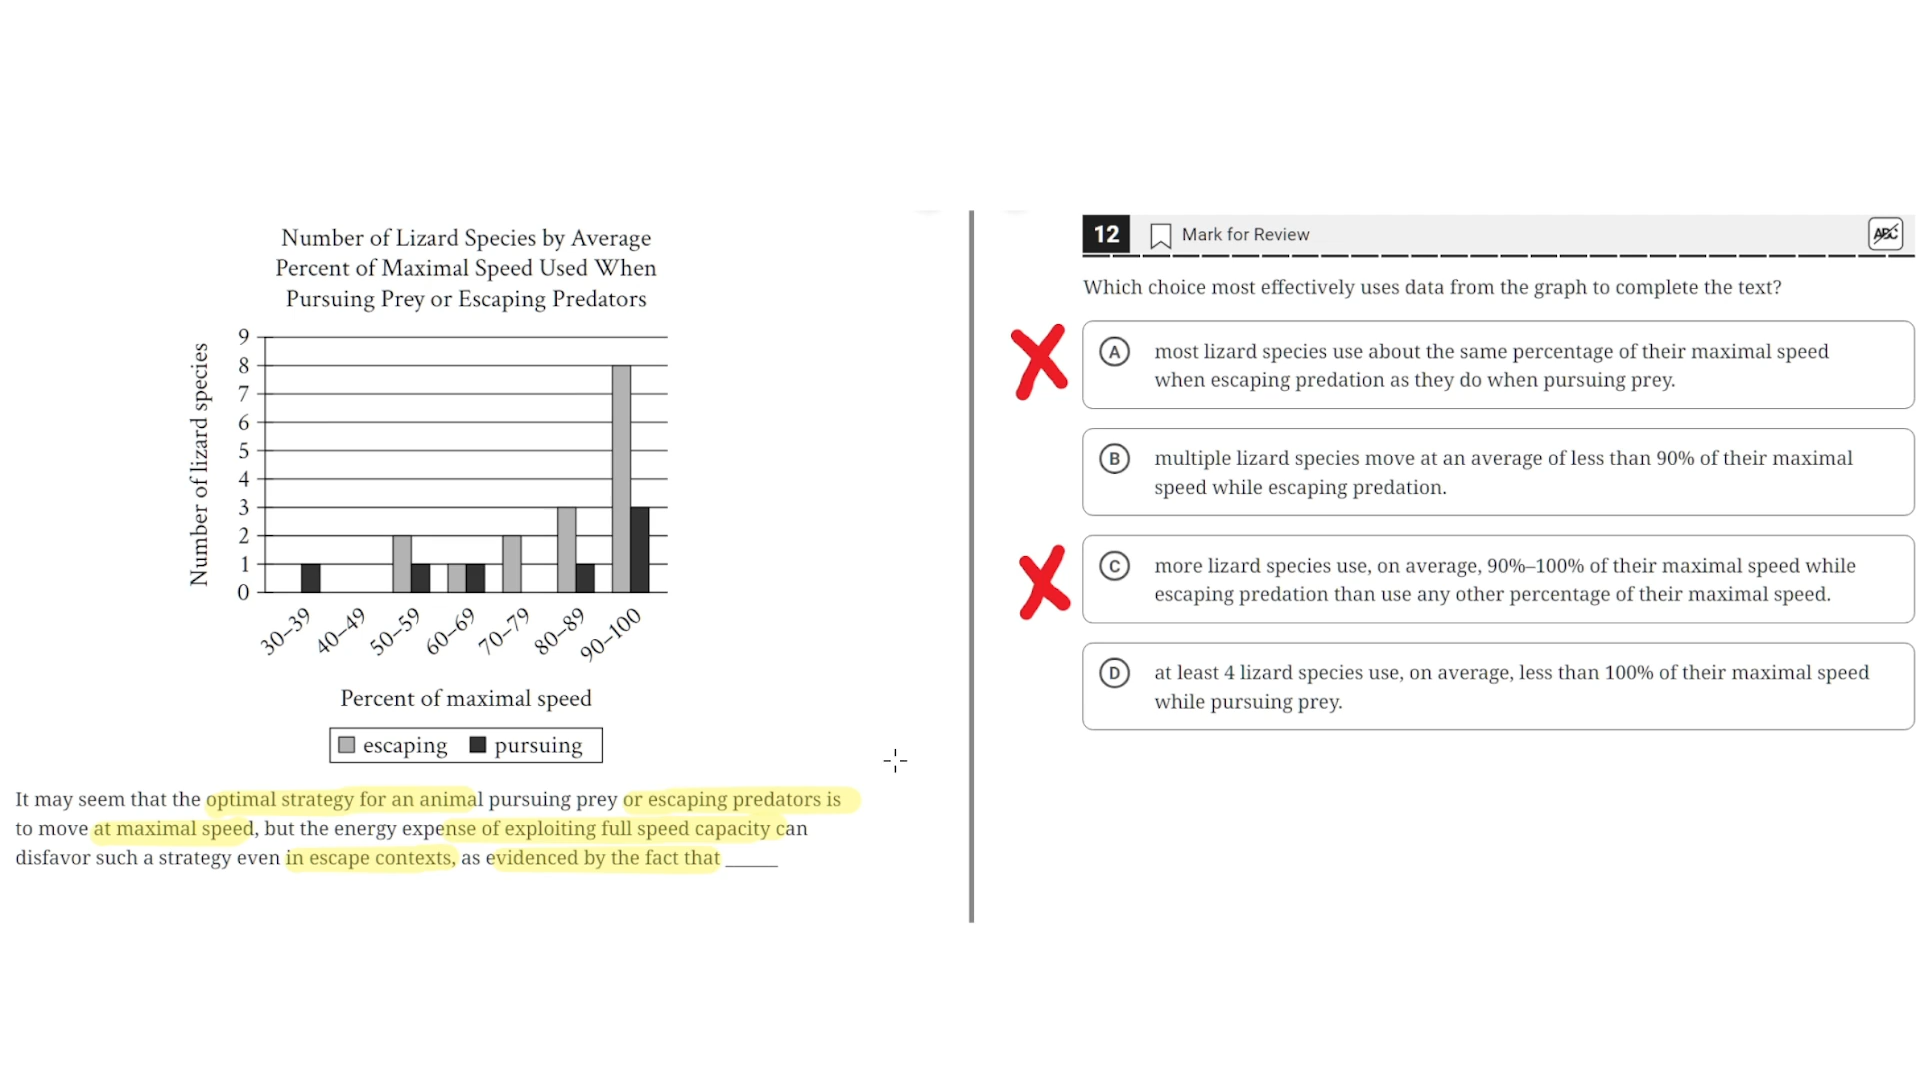 Number of Lizard Species by Average
Percent of Maximal Speed Used When
Pursuing Prey or Escaping Predators
Number of lizard species
9
8
7
6
5
4
3
2
1
0
30–39
40–49
50–59
60–69
70–79
80–89
90–100
Percent of maximal speed
escaping pursuing
It may seem that the optimal strategy for an animal pursuing prey or escaping predators is
to move at maximal speed, but the energy expense of exploiting full speed capacity can
disfavor such a strategy even in escape contexts, as evidenced by the fact that _____
12 Mark for Review ABC
Which choice most effectively uses data from the graph to complete the text?
A most lizard species use about the same percentage of their maximal speed
when escaping predation as they do when pursuing prey.
B multiple lizard species move at an average of less than 90% of their maximal
speed while escaping predation.
C more lizard species use, on average, 90%–100% of their maximal speed while
escaping predation than use any other percentage of their maximal speed.
D at least 4 lizard species use, on average, less than 100% of their maximal speed
while pursuing prey.